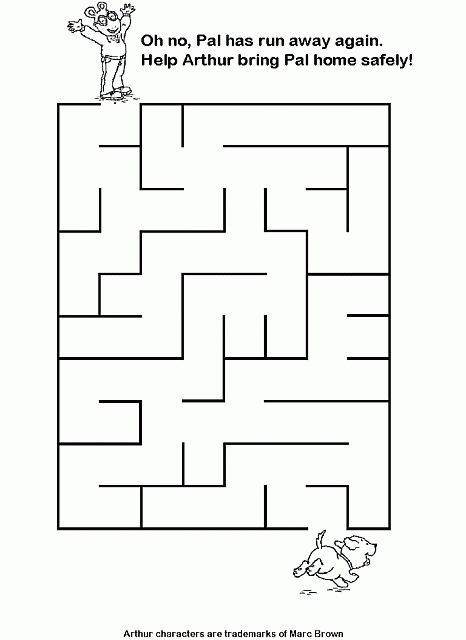 Oh no, Pal has run away again.
Help Arthur bring Pal home safely!
Arthur characters are trademarks of Marc Brown